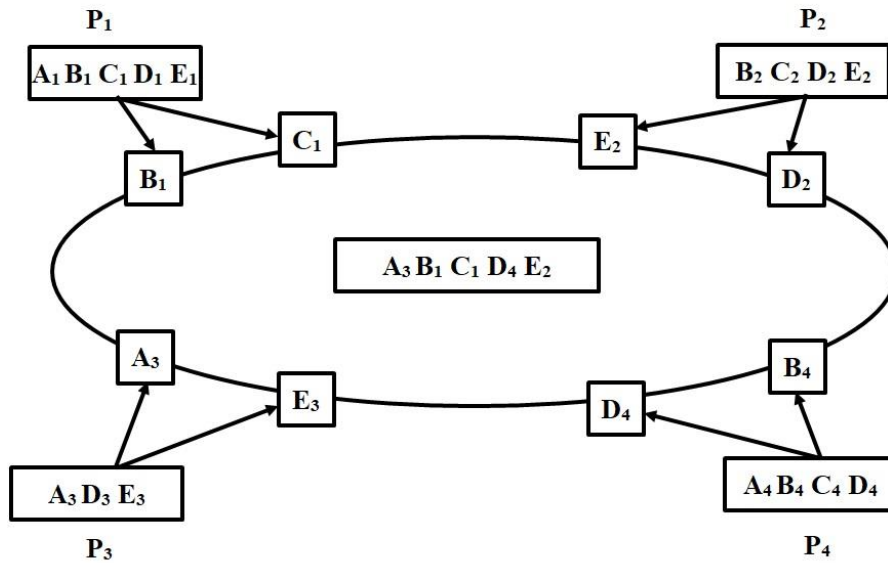 P₁
P₂
A₁ B₁ C₁ D₁ E₁
B₂ C₂ D₂ E₂
C₁
E₂
B₁
D₂
A₃ B₁ C₁ D₄ E₂
A₃
B₄
E₃
D₄
A₃ D₃ E₃
A₄ B₄ C₄ D₄
P₃
P₄